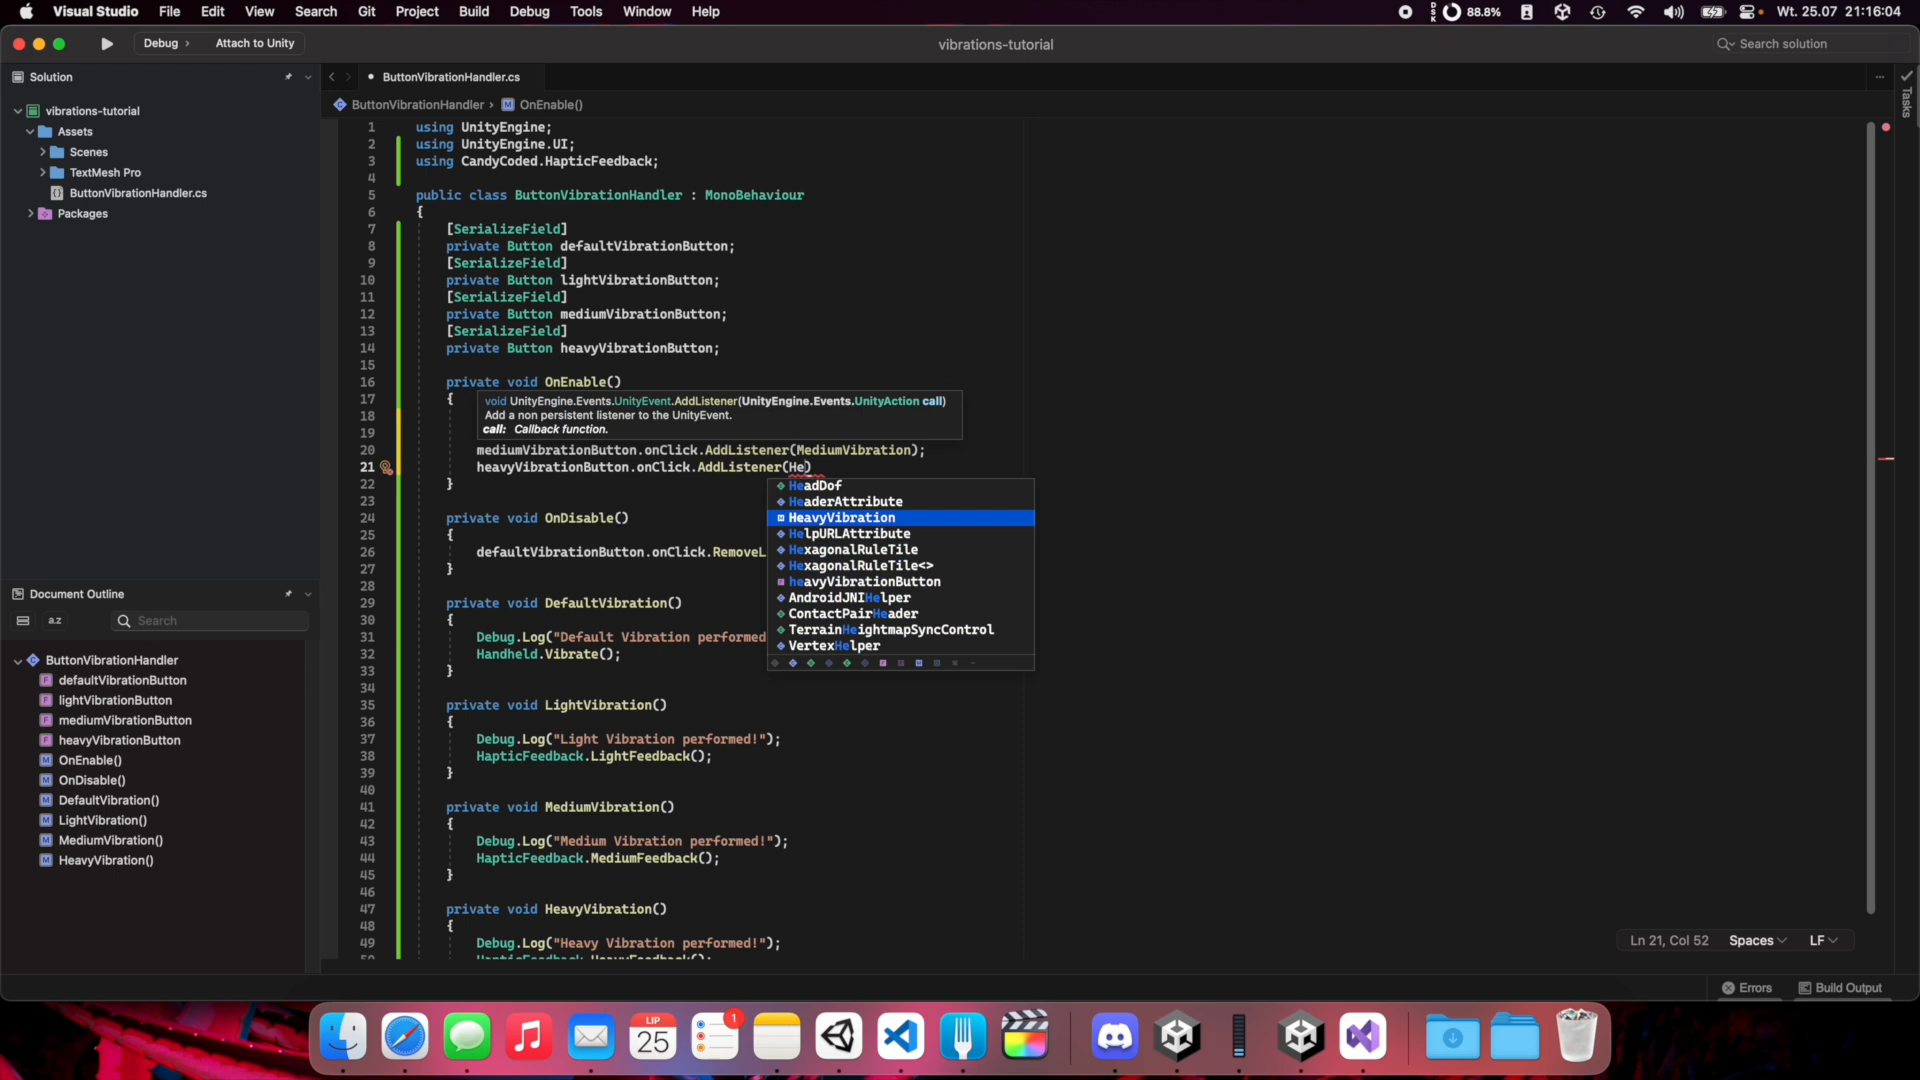 Visual Studio File Edit View Search Git Project Build Debug Tools Window Help
DSK 88.8% Wt. 25.07 21:16:04
Debug Attach to Unity
vibrations-tutorial
Search solution
Solution
ButtonVibrationHandler.cs
Tasks
ButtonVibrationHandler OnEnable()
vibrations-tutorial
Assets
Scenes
TextMesh Pro
ButtonVibrationHandler.cs
Packages
1 using UnityEngine;
2 using UnityEngine.UI;
3 using CandyCoded.HapticFeedback;
4
5 public class ButtonVibrationHandler : MonoBehaviour
6 {
7 [SerializeField]
8 private Button defaultVibrationButton;
9 [SerializeField]
10 private Button lightVibrationButton;
11 [SerializeField]
12 private Button mediumVibrationButton;
13 [SerializeField]
14 private Button heavyVibrationButton;
15
16 private void OnEnable()
17 {
18
19
void UnityEngine.Events.UnityEvent.AddListener(UnityEngine.Events.UnityAction call)
Add a non persistent listener to the UnityEvent.
call: Callback function.
20 mediumVibrationButton.onClick.AddListener(MediumVibration);
21 heavyVibrationButton.onClick.AddListener(He)
22 }
23
24 private void OnDisable()
25 {
26 defaultVibrationButton.onClick.RemoveL
27 }
28
29 private void DefaultVibration()
30 {
31 Debug.Log("Default Vibration performed
32 Handheld.Vibrate();
33 }
34
35 private void LightVibration()
36 {
37 Debug.Log("Light Vibration performed!");
38 HapticFeedback.LightFeedback();
39 }
40
41 private void MediumVibration()
42 {
43 Debug.Log("Medium Vibration performed!");
44 HapticFeedback.MediumFeedback();
45 }
46
47 private void HeavyVibration()
48 {
49 Debug.Log("Heavy Vibration performed!");
50 HapticFeedback.HeavyFeedback();
HeadDof
HeaderAttribute
HeavyVibration
HelpURLAttribute
HexagonalRuleTile
HexagonalRuleTile<>
heavyVibrationButton
AndroidJNIHelper
ContactPairHeader
TerrainHeightmapSyncControl
VertexHelper
Document Outline
a.z Search
ButtonVibrationHandler
defaultVibrationButton
lightVibrationButton
mediumVibrationButton
heavyVibrationButton
OnEnable()
OnDisable()
DefaultVibration()
LightVibration()
MediumVibration()
HeavyVibration()
Ln 21, Col 52 Spaces LF
Errors Build Output
LIP
25
1